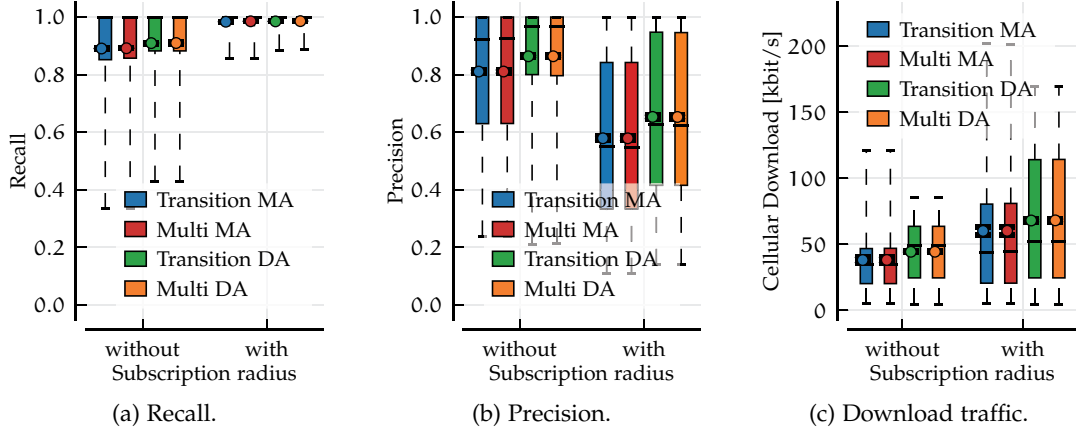 Recall
1.0
0.8
0.6
0.4
0.2
0.0
Transition MA
Multi MA
Transition DA
Multi DA
without
with
Subscription radius
(a) Recall.
Precision
1.0
0.8
0.6
0.4
0.2
0.0
Transition MA
Multi MA
Transition DA
Multi DA
without
with
Subscription radius
(b) Precision.
Cellular Download [kbit/s]
200
150
100
50
0
Transition MA
Multi MA
Transition DA
Multi DA
without
with
Subscription radius
(c) Download traffic.